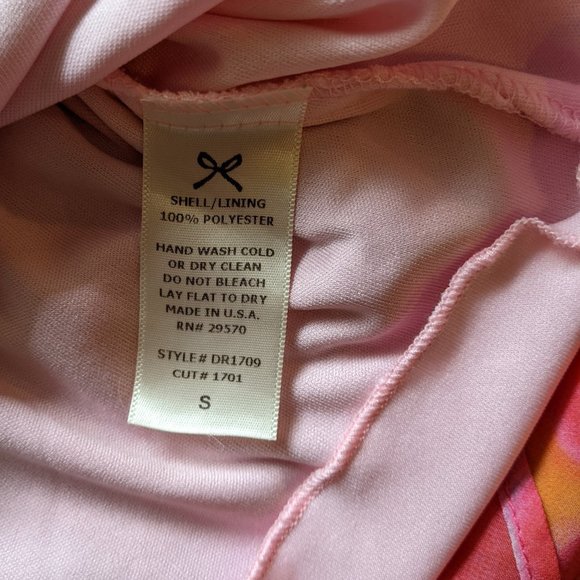 SHELL/LINING
100% POLYESTER
HAND WASH COLD
OR DRY CLEAN
DO NOT BLEACH
LAY FLAT TO DRY
MADE IN U.S.A.
RN# 29570
STYLE# DR1709
CUT# 1701
S